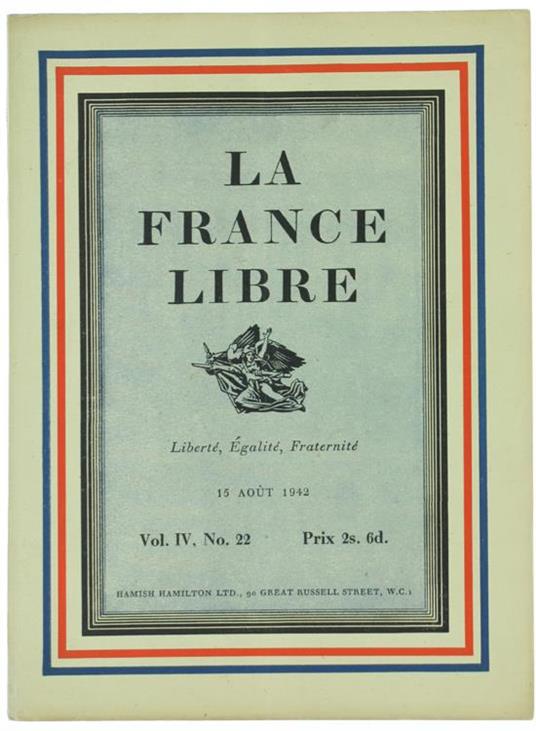 LA
FRANCE
LIBRE
Liberté, Égalité, Fraternité
15 AOÛT 1942
Vol. IV, No. 22 Prix 2s. 6d.
HAMISH HAMILTON LTD., 90 GREAT RUSSELL STREET, W.C.1